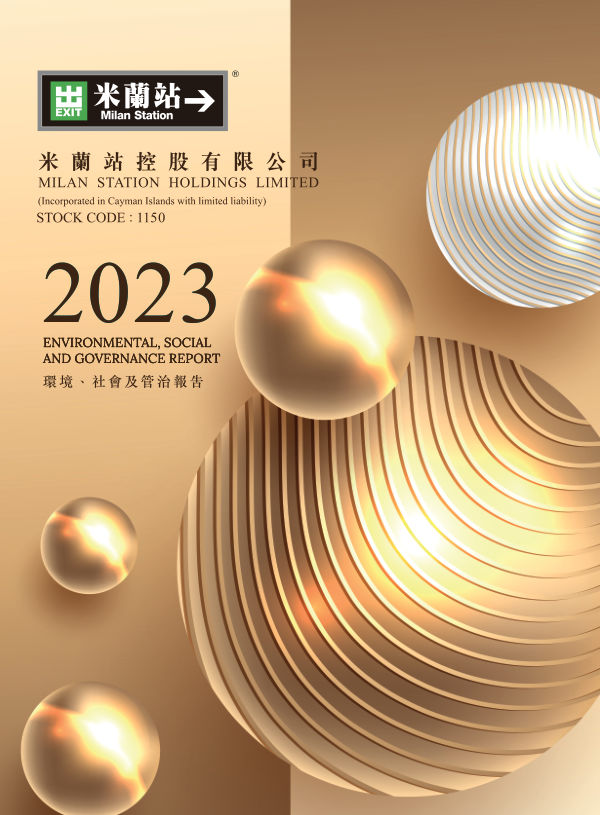 出
EXIT
米蘭站
Milan Station
®
米蘭站控股有限公司
MILAN STATION HOLDINGS LIMITED
(Incorporated in Cayman Islands with limited liability)
STOCK CODE : 1150
2023
ENVIRONMENTAL, SOCIAL
AND GOVERNANCE REPORT
環境、社會及管治報告